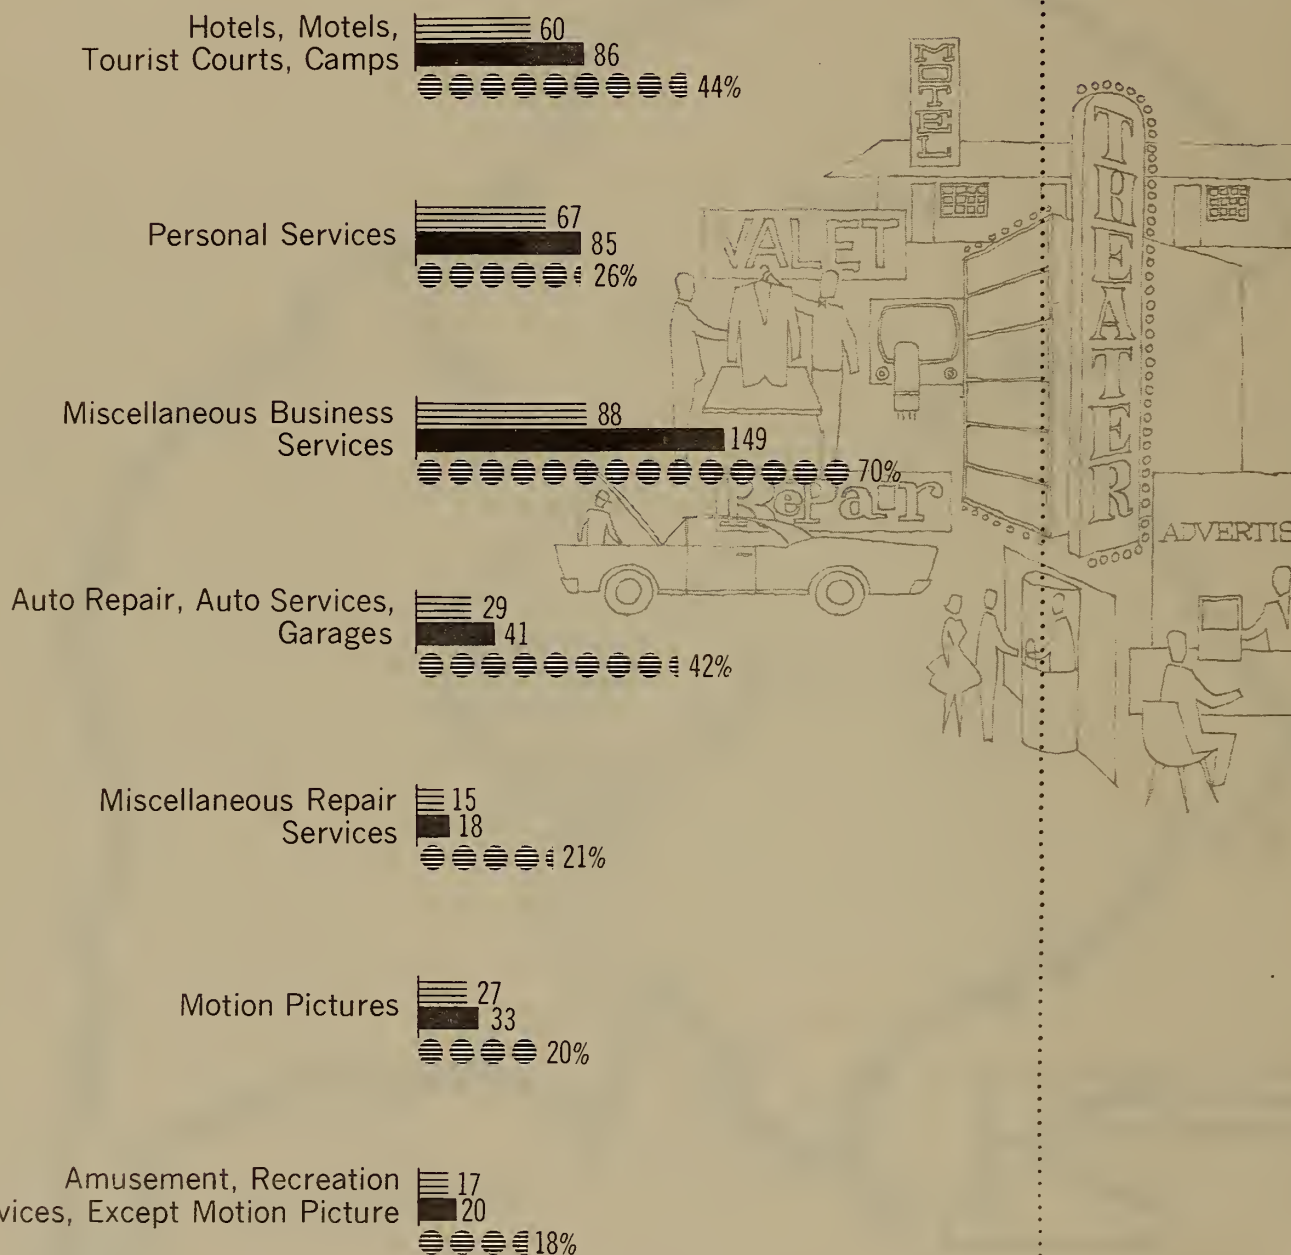 Hotels, Motels,
Tourist Courts, Camps
60
86
44%
MOTEL
THEATER
Personal Services
67
85
26%
VALET
Miscellaneous Business
Services
88
149
70%
RePair
ADVERTIS
Auto Repair, Auto Services,
Garages
29
41
42%
Miscellaneous Repair
Services
15
18
21%
Motion Pictures
27
33
20%
Amusement, Recreation
vices, Except Motion Picture
17
20
18%